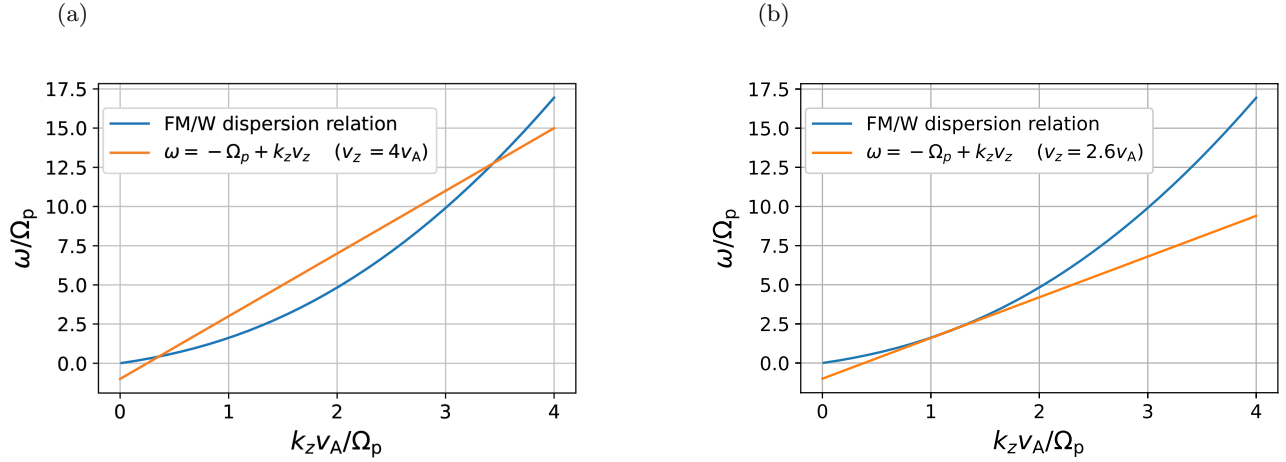 (a)
17.5
15.0
12.5
10.0
7.5
5.0
2.5
0.0
ω/Ωp
FM/W dispersion relation
ω = −Ωp + kzvz (vz = 4vA)
0 1 2 3 4
kzvA/Ωp
(b)
17.5
15.0
12.5
10.0
7.5
5.0
2.5
0.0
ω/Ωp
FM/W dispersion relation
ω = −Ωp + kzvz (vz = 2.6vA)
0 1 2 3 4
kzvA/Ωp